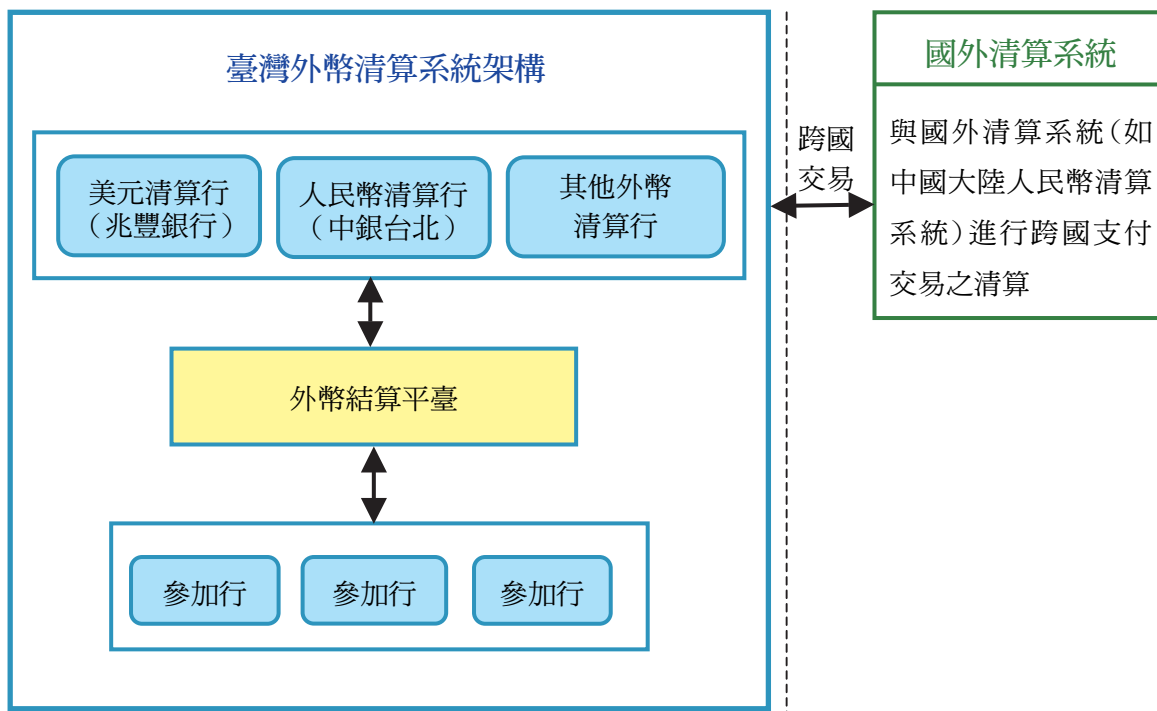 臺灣外幣清算系統架構
美元清算行
（兆豐銀行）
人民幣清算行
（中銀台北）
其他外幣
清算行
外幣結算平臺
參加行
參加行
參加行
跨國
交易
國外清算系統
與國外清算系統（如
中國大陸人民幣清算
系統）進行跨國支付
交易之清算